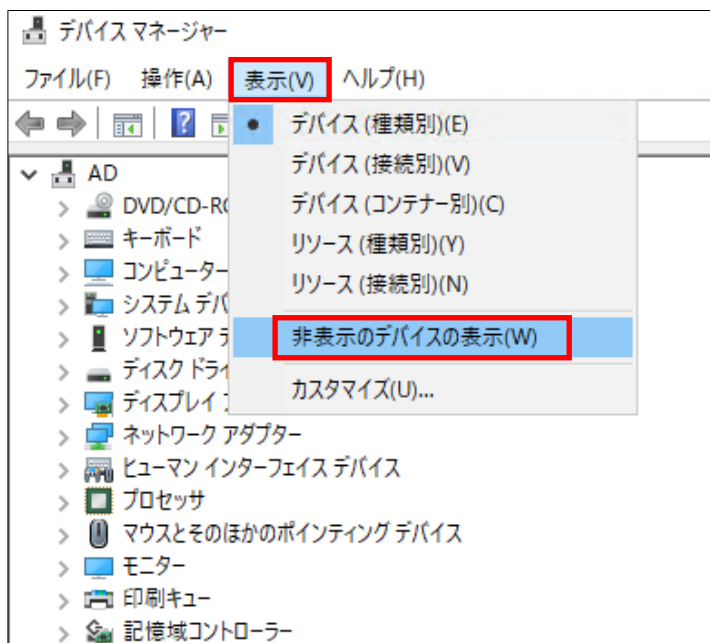 デバイス マネージャー
ファイル(F) 操作(A) 表示(V) ヘルプ(H)
デバイス (種類別)(E)
デバイス (接続別)(V)
デバイス (コンテナー別)(C)
リソース (種類別)(Y)
リソース (接続別)(N)
非表示のデバイスの表示(W)
カスタマイズ(U)...
AD
DVD/CD-RO
キーボード
コンピューター
システム デバ
ソフトウェア デ
ディスク ドライ
ディスプレイ
ネットワーク アダプター
ヒューマン インターフェイス デバイス
プロセッサ
マウスとそのほかのポインティング デバイス
モニター
印刷キュー
記憶域コントローラー